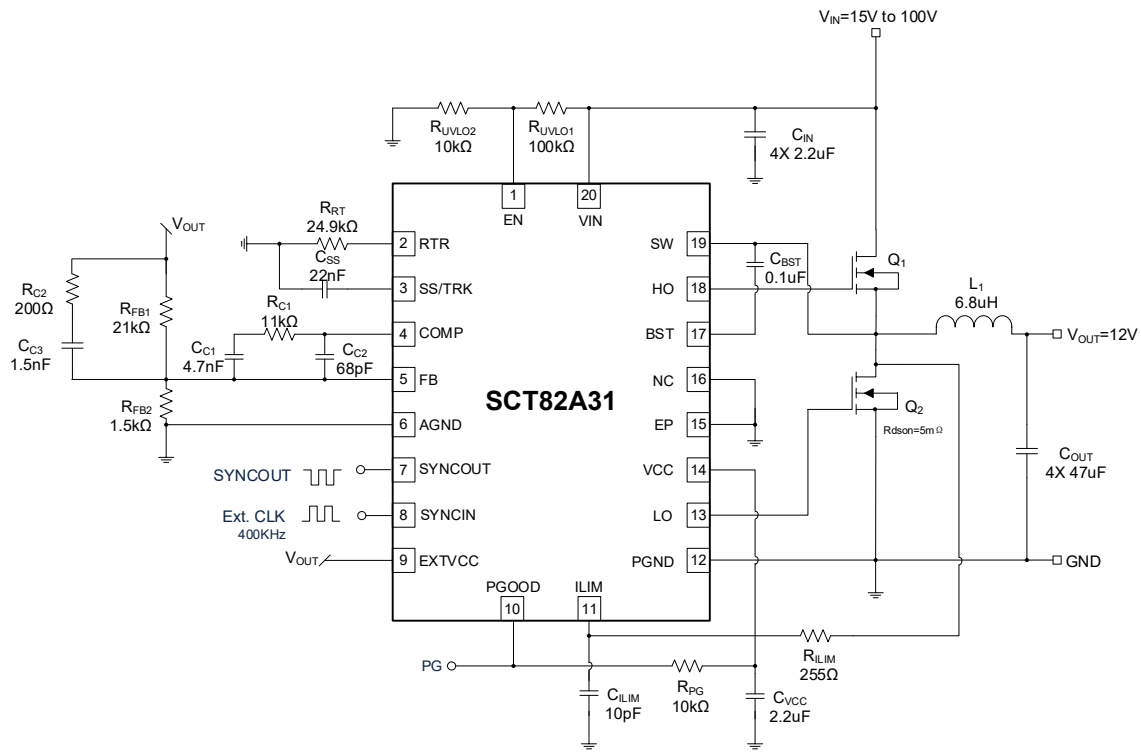 VIN=15V to 100V
RUVLO2
10kΩ
RUVLO1
100kΩ
CIN
4X 2.2uF
1
EN
20
VIN
VOUT
RRT
24.9kΩ
2
RTR
CSS
22nF
3
SS/TRK
RC2
200Ω
RFB1
21kΩ
RC1
11kΩ
4
COMP
CC3
1.5nF
CC1
4.7nF
CC2
68pF
5
FB
RFB2
1.5kΩ
6
AGND
SYNCOUT
7
SYNCOUT
Ext. CLK
400KHz
8
SYNCIN
VOUT
9
EXTVCC
SCT82A31
SW
19
CBST
0.1uF
HO
18
Q1
BST
17
L1
6.8uH
VOUT=12V
NC
16
EP
15
Q2
Rdson=5mΩ
VCC
14
COUT
4X 47uF
LO
13
PGND
12
GND
PGOOD
10
ILIM
11
PG
RILIM
255Ω
CILIM
10pF
RPG
10kΩ
CVCC
2.2uF